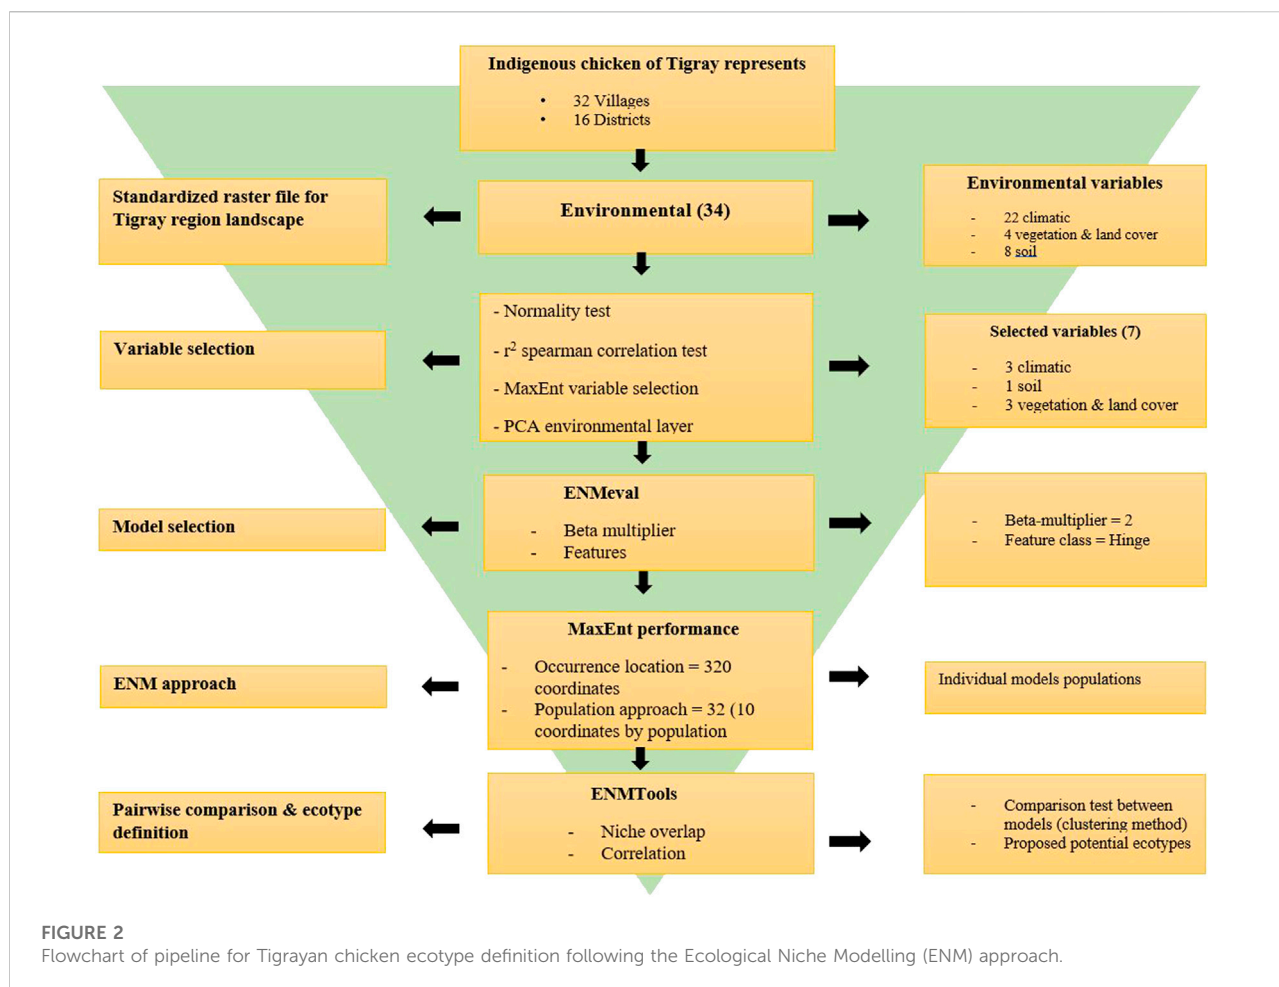 Indigenous chicken of Tigray represents
• 32 Villages
• 16 Districts
Standardized raster file for
Tigray region landscape
Environmental (34)
Environmental variables
- 22 climatic
- 4 vegetation & land cover
- 8 soil
Variable selection
- Normality test
- r² spearman correlation test
- MaxEnt variable selection
- PCA environmental layer
Selected variables (7)
- 3 climatic
- 1 soil
- 3 vegetation & land cover
Model selection
ENMeval
- Beta multiplier
- Features
- Beta-multiplier = 2
- Feature class = Hinge
ENM approach
MaxEnt performance
- Occurrence location = 320
coordinates
- Population approach = 32 (10
coordinates by population
Individual models populations
Pairwise comparison & ecotype
definition
ENMTools
- Niche overlap
- Correlation
- Comparison test between
models (clustering method)
- Proposed potential ecotypes
FIGURE 2
Flowchart of pipeline for Tigrayan chicken ecotype definition following the Ecological Niche Modelling (ENM) approach.